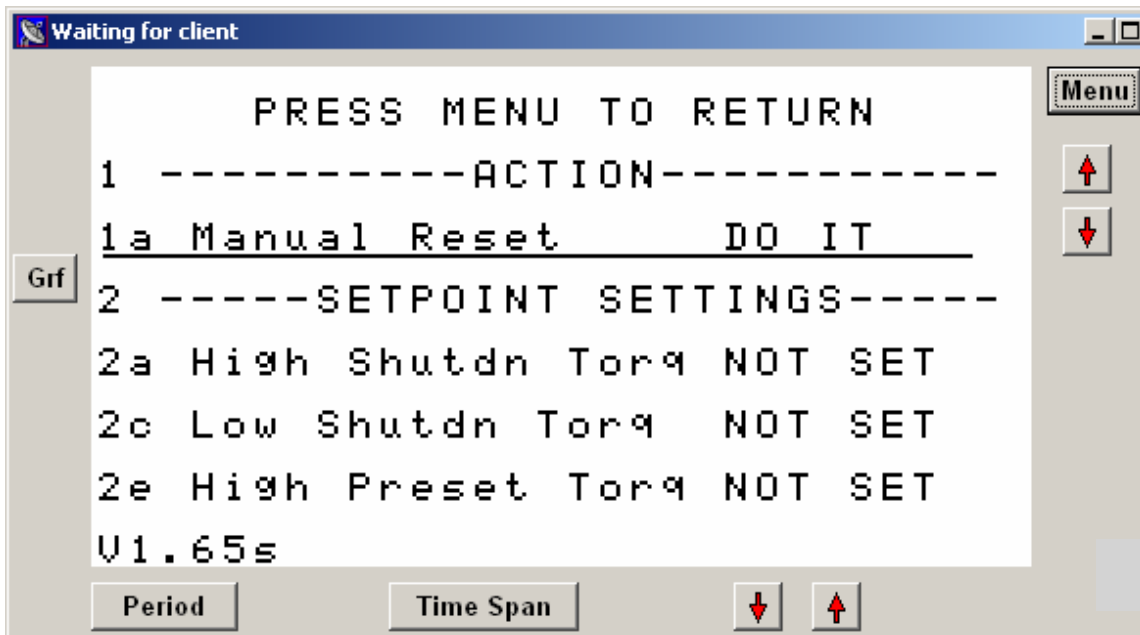 Waiting for client
Menu
PRESS MENU TO RETURN
1 ----------ACTION-----------
1a Manual Reset DO IT
Grf
2 -----SETPOINT SETTINGS-----
2a High Shutdn Torq NOT SET
2c Low Shutdn Torq NOT SET
2e High Preset Torq NOT SET
V1.65s
Period Time Span